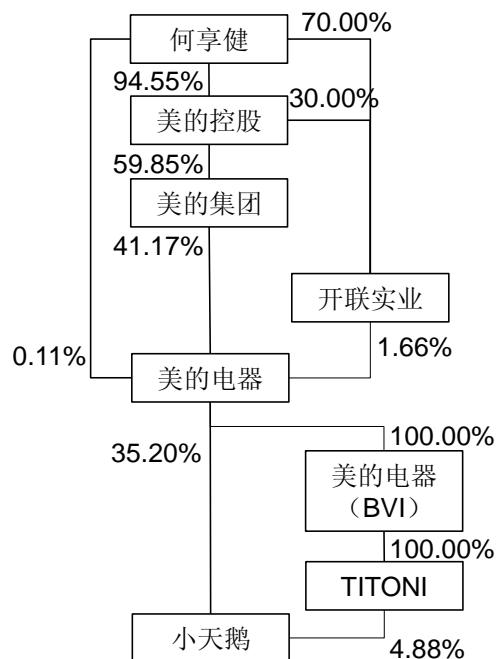 何享健
70.00%
94.55%
美的控股
30.00%
59.85%
美的集团
41.17%
开联实业
0.11%
1.66%
美的电器
35.20%
100.00%
美的电器
（BVI）
100.00%
TITONI
小天鹅
4.88%